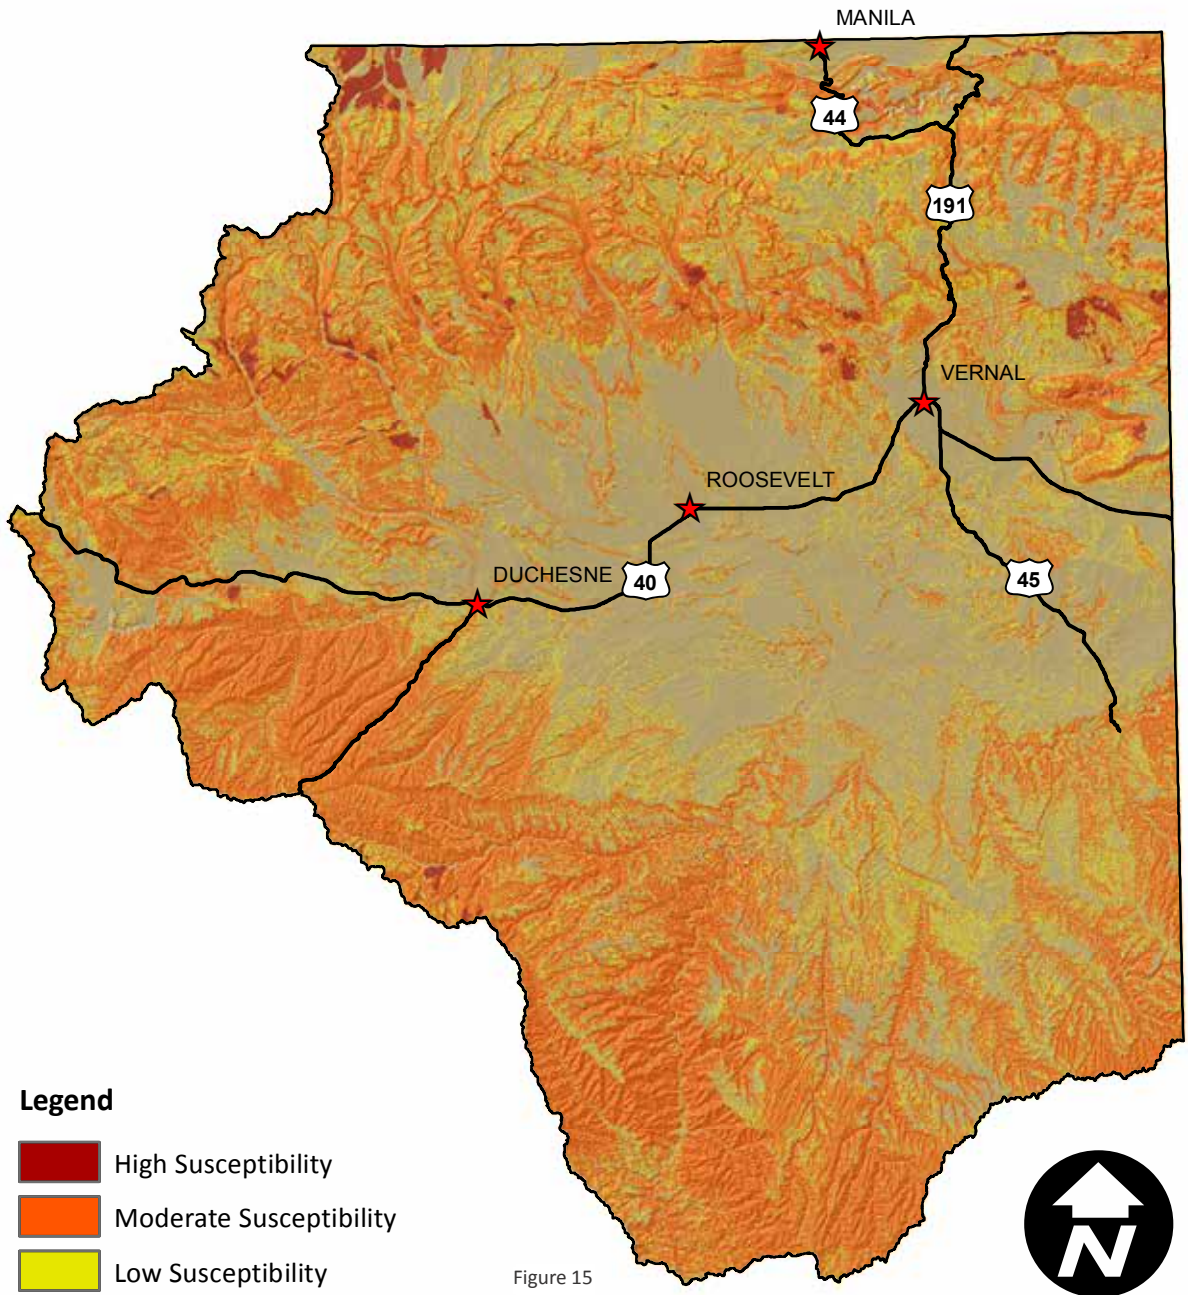 MANILA
44
191
VERNAL
ROOSEVELT
DUCHESNE
40
45
Legend
High Susceptibility
Moderate Susceptibility
Low Susceptibility
Figure 15
N